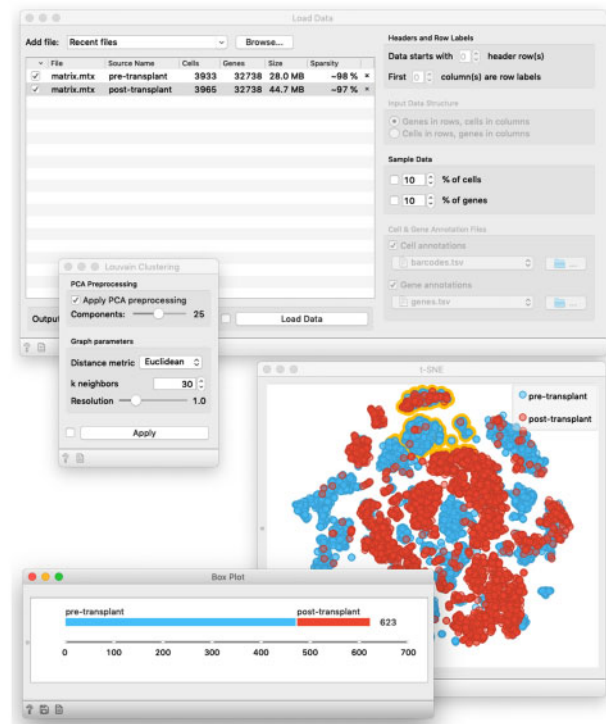 Load Data
Add file: Recent files Browse...
File Source Name Cells Genes Size Sparsity
matrix.mtx pre-transplant 3933 32738 28.0 MB ~98 % ×
matrix.mtx post-transplant 3965 32738 44.7 MB ~97 % ×
Output
Load Data
Headers and Row Labels
Data starts with 0 header row(s)
First 0 column(s) are row labels
Input Data Structure
Genes in rows, cells in columns
Cells in rows, genes in columns
Sample Data
10 % of cells
10 % of genes
Cell & Gene Annotation Files
Cell annotations
barcodes.tsv ...
Gene annotations
genes.tsv ...
Louvain Clustering
PCA Preprocessing
Apply PCA preprocessing
Components: 25
Graph parameters
Distance metric Euclidean
k neighbors 30
Resolution 1.0
Apply
?
t-SNE
pre-transplant
post-transplant
Box Plot
pre-transplant post-transplant
623
0 100 200 300 400 500 600 700
?